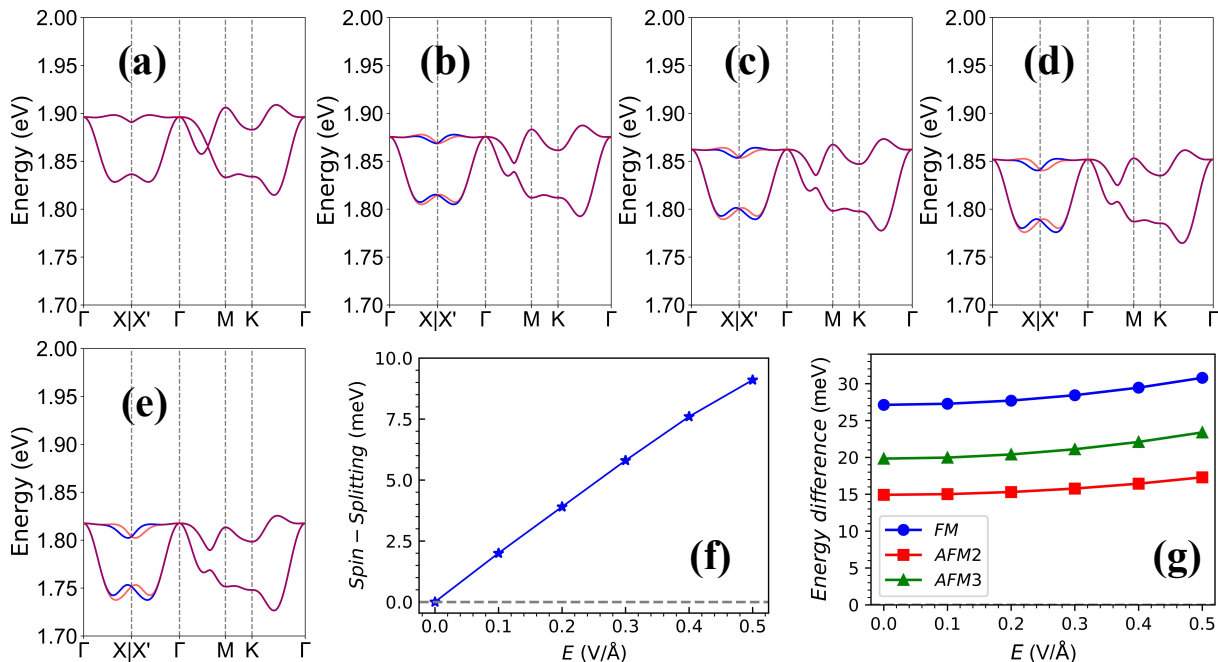 (a)
2.00
1.95
1.90
1.85
1.80
1.75
1.70
Energy (eV)
Γ X|X' Γ M K Γ
(b)
2.00
1.95
1.90
1.85
1.80
1.75
1.70
Energy (eV)
Γ X|X' Γ M K Γ
(c)
2.00
1.95
1.90
1.85
1.80
1.75
1.70
Energy (eV)
Γ X|X' Γ M K Γ
(d)
2.00
1.95
1.90
1.85
1.80
1.75
1.70
Energy (eV)
Γ X|X' Γ M K Γ
(e)
2.00
1.95
1.90
1.85
1.80
1.75
1.70
Energy (eV)
Γ X|X' Γ M K Γ
(f)
10.0
7.5
5.0
2.5
0.0
Spin − Splitting (meV)
0.0 0.1 0.2 0.3 0.4 0.5
E (V/Å)
(g)
30
25
20
15
10
5
0
Energy difference (meV)
FM
AFM2
AFM3
0.0 0.1 0.2 0.3 0.4 0.5
E (V/Å)